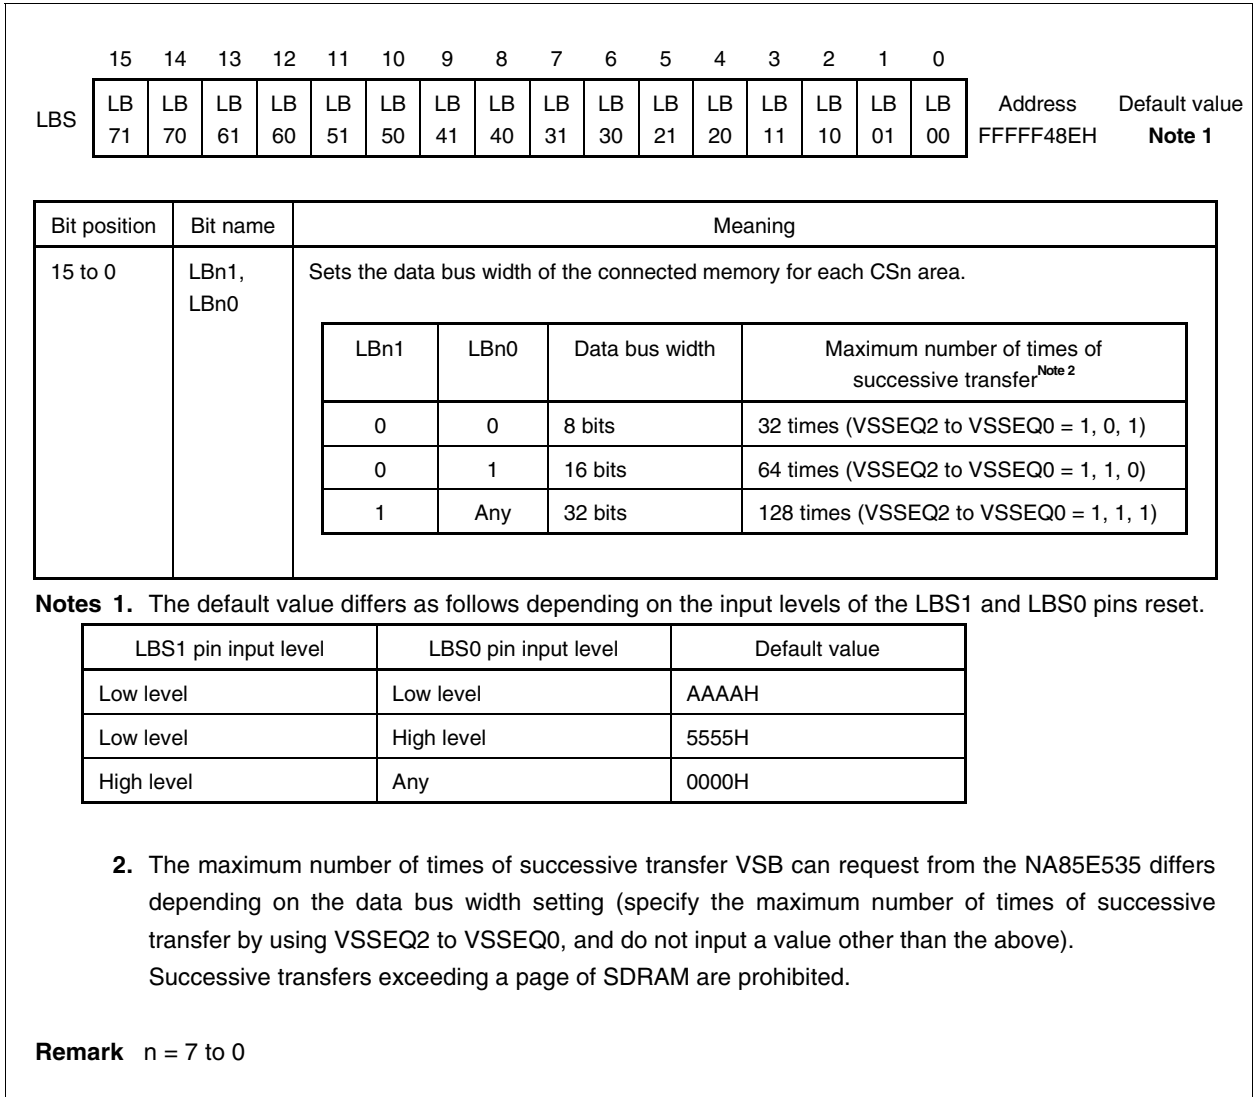 15 14 13 12 11 10 9 8 7 6 5 4 3 2 1 0
LBS LB LB LB LB LB LB LB LB LB LB LB LB LB LB LB LB Address Default value
71 70 61 60 51 50 41 40 31 30 21 20 11 10 01 00 FFFFF48EH Note 1
Bit position Bit name Meaning
15 to 0 LBn1, Sets the data bus width of the connected memory for each CSn area.
LBn0
LBn1 LBn0 Data bus width Maximum number of times of
successive transfer Note 2
0 0 8 bits 32 times (VSSEQ2 to VSSEQ0 = 1, 0, 1)
0 1 16 bits 64 times (VSSEQ2 to VSSEQ0 = 1, 1, 0)
1 Any 32 bits 128 times (VSSEQ2 to VSSEQ0 = 1, 1, 1)
Notes 1. The default value differs as follows depending on the input levels of the LBS1 and LBS0 pins reset.
LBS1 pin input level LBS0 pin input level Default value
Low level Low level AAAAH
Low level High level 5555H
High level Any 0000H
2. The maximum number of times of successive transfer VSB can request from the NA85E535 differs
depending on the data bus width setting (specify the maximum number of times of successive
transfer by using VSSEQ2 to VSSEQ0, and do not input a value other than the above).
Successive transfers exceeding a page of SDRAM are prohibited.
Remark n = 7 to 0